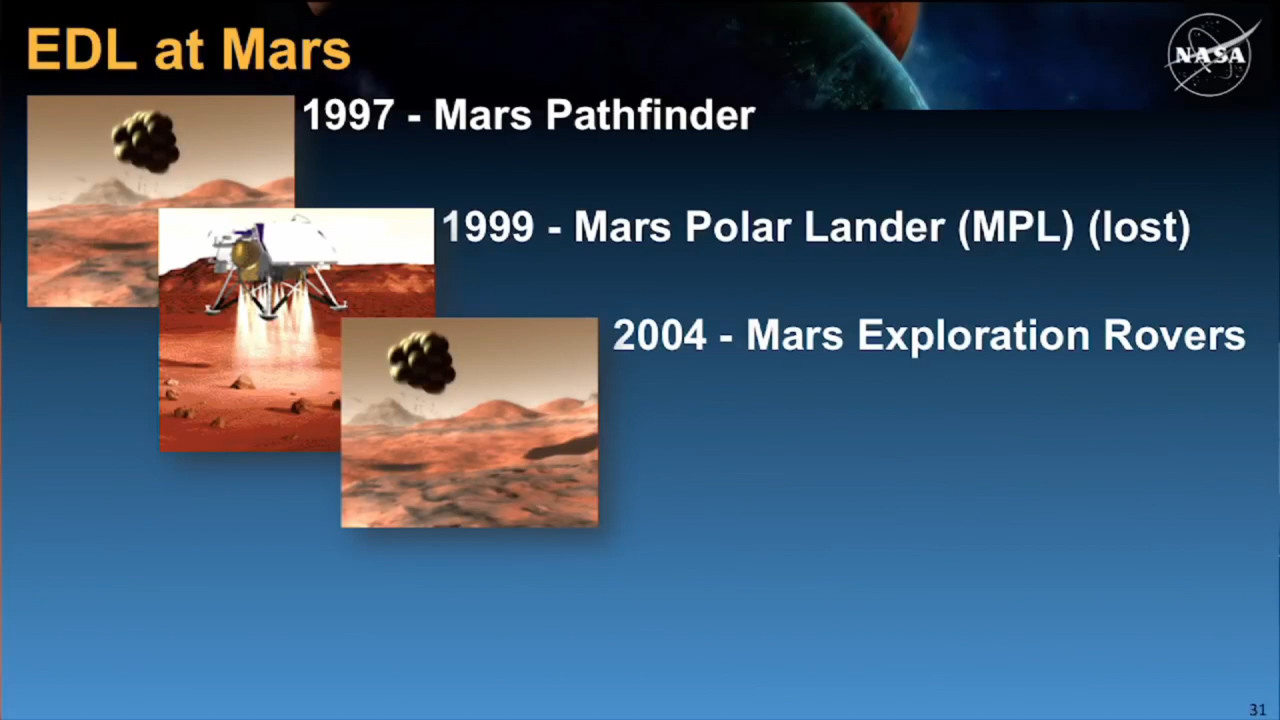 EDL at Mars
NASA
1997 - Mars Pathfinder
1999 - Mars Polar Lander (MPL) (lost)
2004 - Mars Exploration Rovers
31